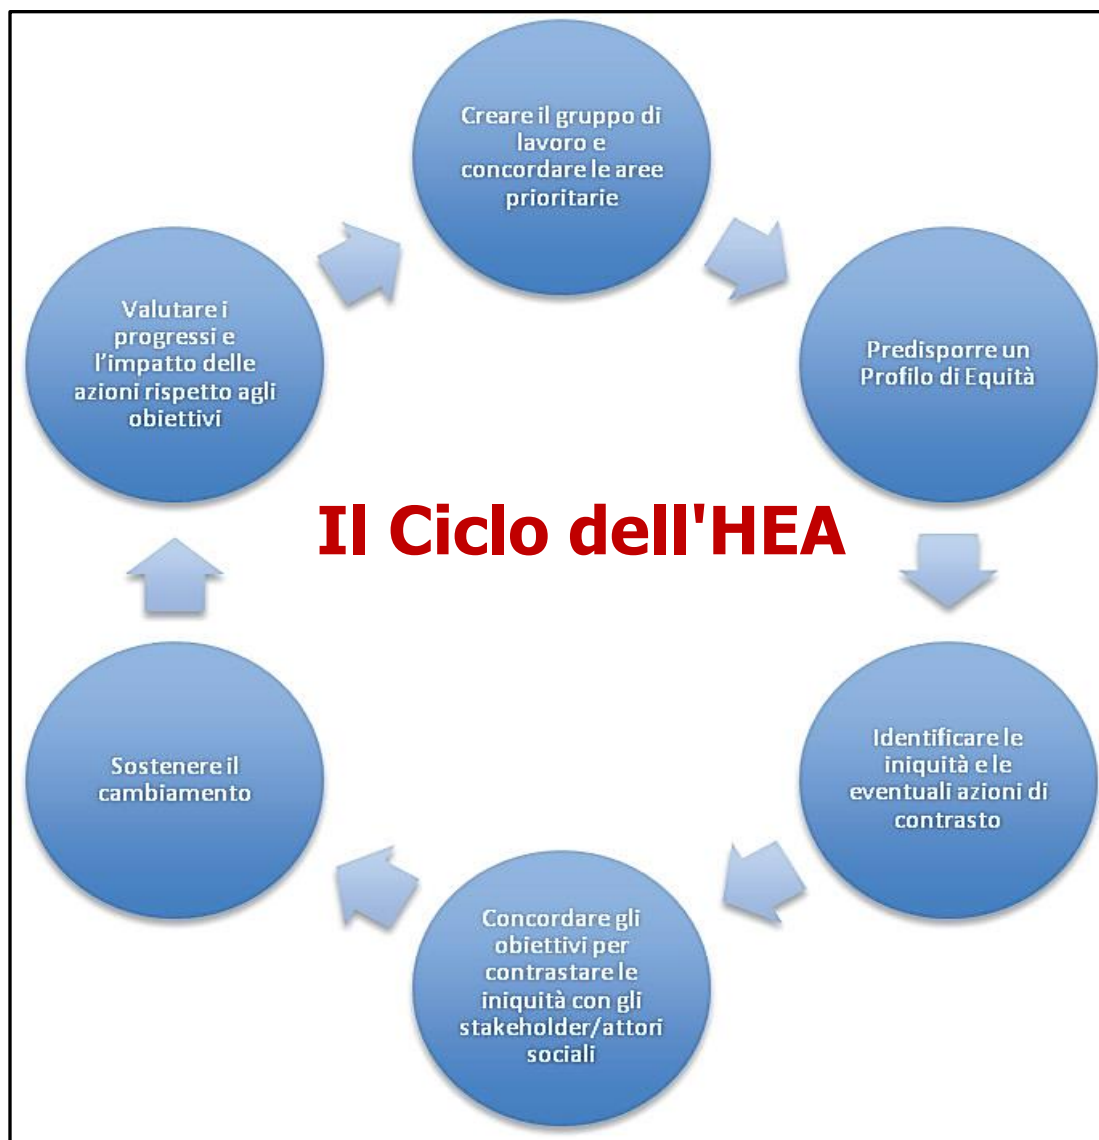 Creare il gruppo di
lavoro e
concordare le aree
prioritarie
Predisporre un
Profilo di Equità
Identificare le
iniquità e le
eventuali azioni di
contrasto
Concordare gli
obiettivi per
contrastare le
iniquità con gli
stakeholder/attori
sociali
Sostenere il
cambiamento
Valutare i
progressi e
l'impatto delle
azioni rispetto agli
obiettivi
Il Ciclo dell'HEA